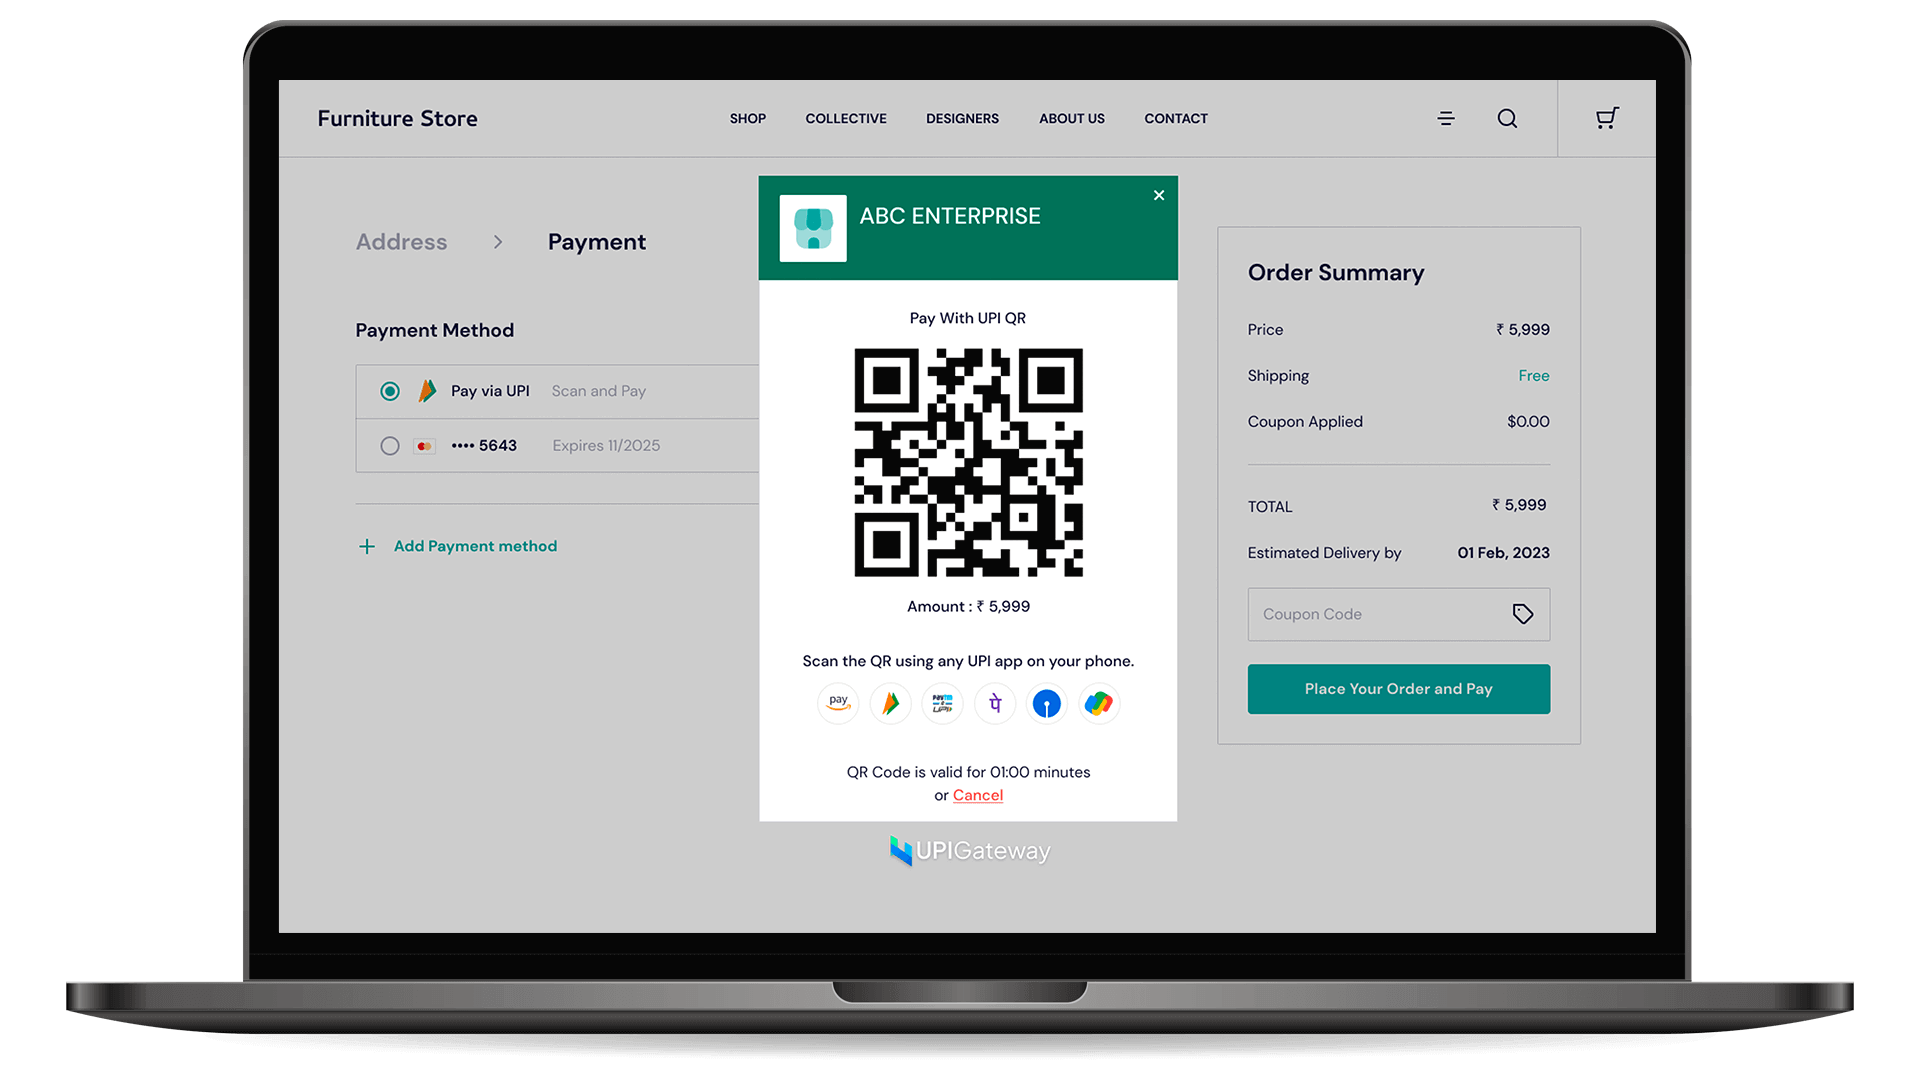 Furniture Store
SHOP COLLECTIVE DESIGNERS ABOUT US CONTACT
Address > Payment
Payment Method
Pay via UPI Scan and Pay
•••• 5643 Expires 11/2025
+ Add Payment method
ABC ENTERPRISE
Pay With UPI QR
Amount : ₹ 5,999
Scan the QR using any UPI app on your phone.
pay
Paytm
UPI
पे
QR Code is valid for 01:00 minutes
or Cancel
UPIGateway
Order Summary
Price ₹ 5,999
Shipping Free
Coupon Applied $0.00
TOTAL ₹ 5,999
Estimated Delivery by 01 Feb, 2023
Coupon Code
Place Your Order and Pay